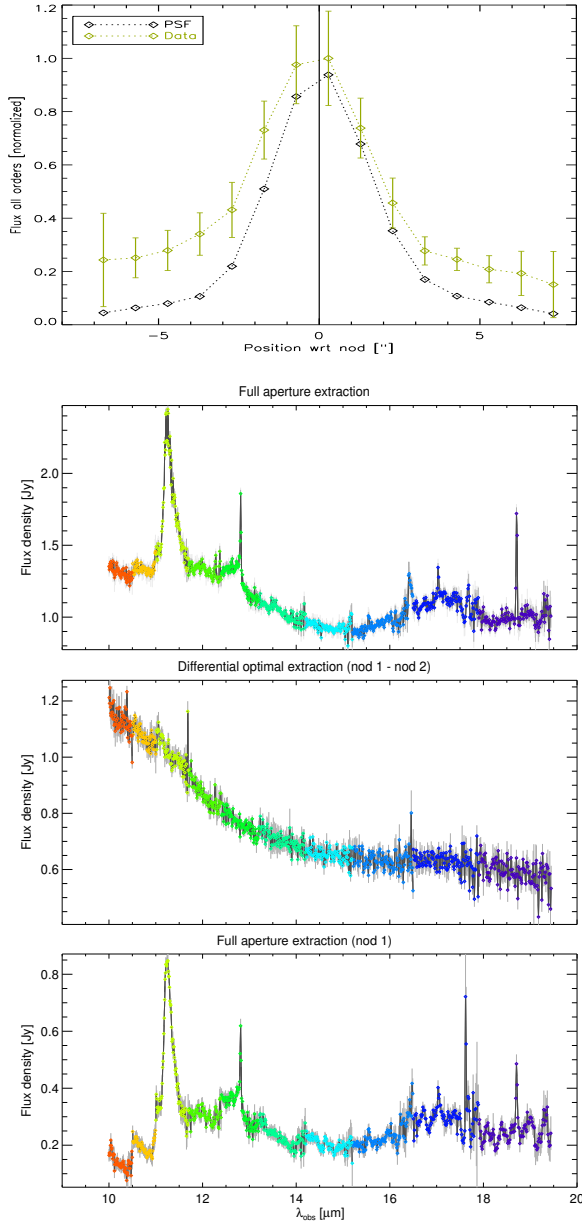 1.2
1.0
0.8
0.6
0.4
0.2
0.0
Flux all orders [normalized]
PSF
Data
-5
0
5
Position wrt nod ["]
Full aperture extraction
2.0
1.5
1.0
Flux density [Jy]
Differential optimal extraction (nod 1 - nod 2)
1.2
1.0
0.8
0.6
Flux density [Jy]
Full aperture extraction (nod 1)
0.8
0.6
0.4
0.2
Flux density [Jy]
10
12
14
16
18
20
λobs [μm]